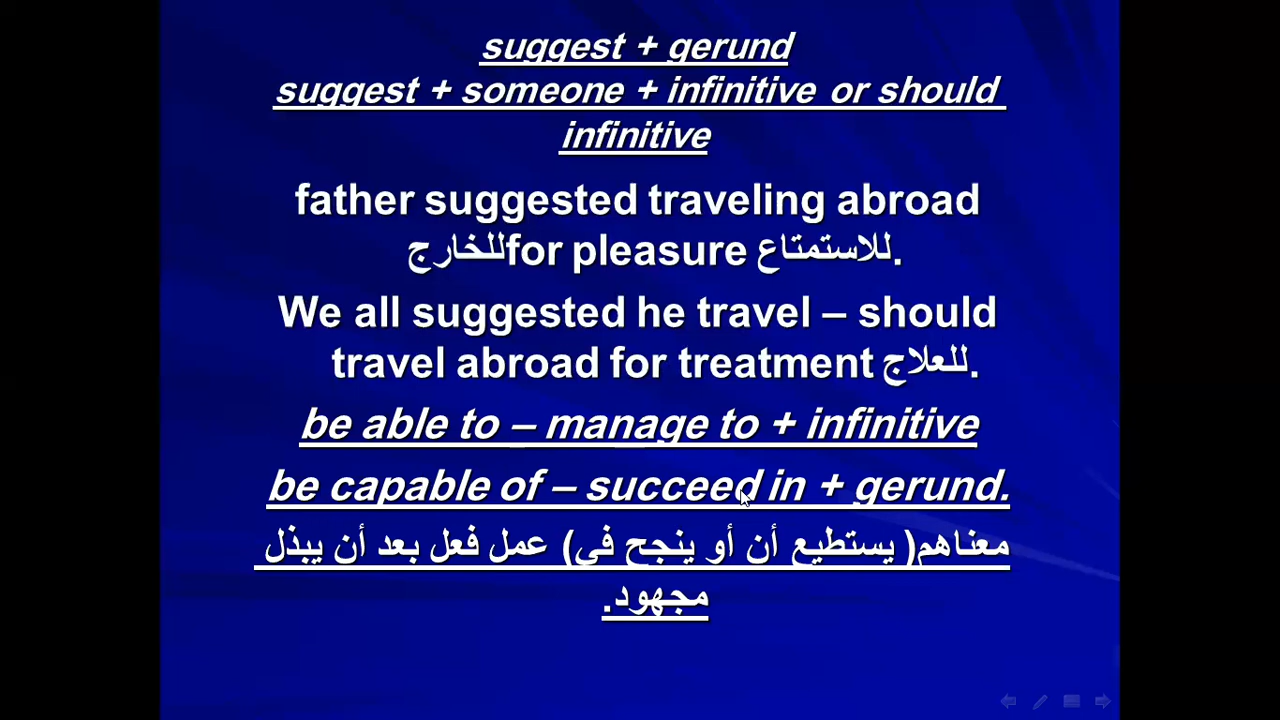 suggest + gerund
suggest + someone + infinitive or should
infinitive
father suggested traveling abroad
للخارجfor pleasure للاستمتاع.
We all suggested he travel – should
travel abroad for treatment للعلاج.
be able to – manage to + infinitive
be capable of – succeed in + gerund.
معناهم( يستطيع أن أو ينجح فى) عمل فعل بعد أن يبذل
مجهود.